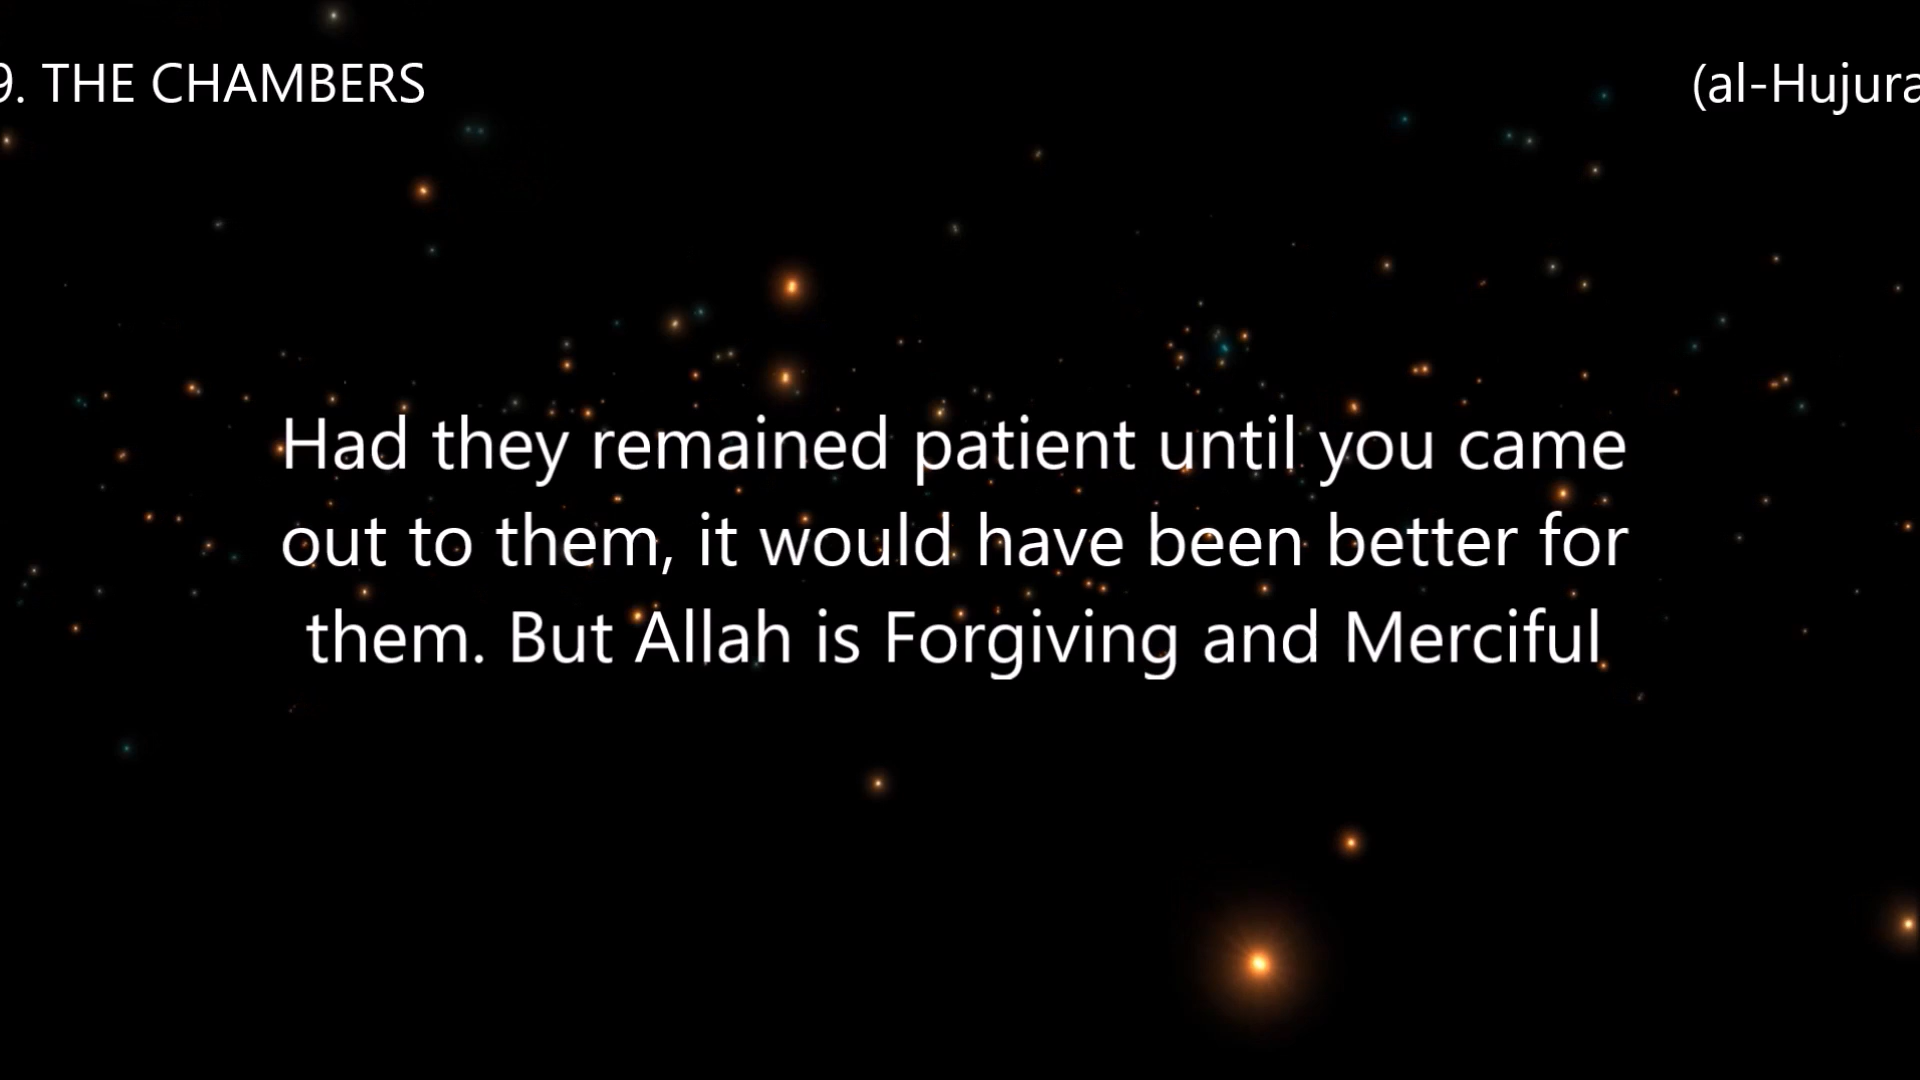 9. THE CHAMBERS
(al-Hujura
Had they remained patient until you came
out to them, it would have been better for
them. But Allah is Forgiving and Merciful